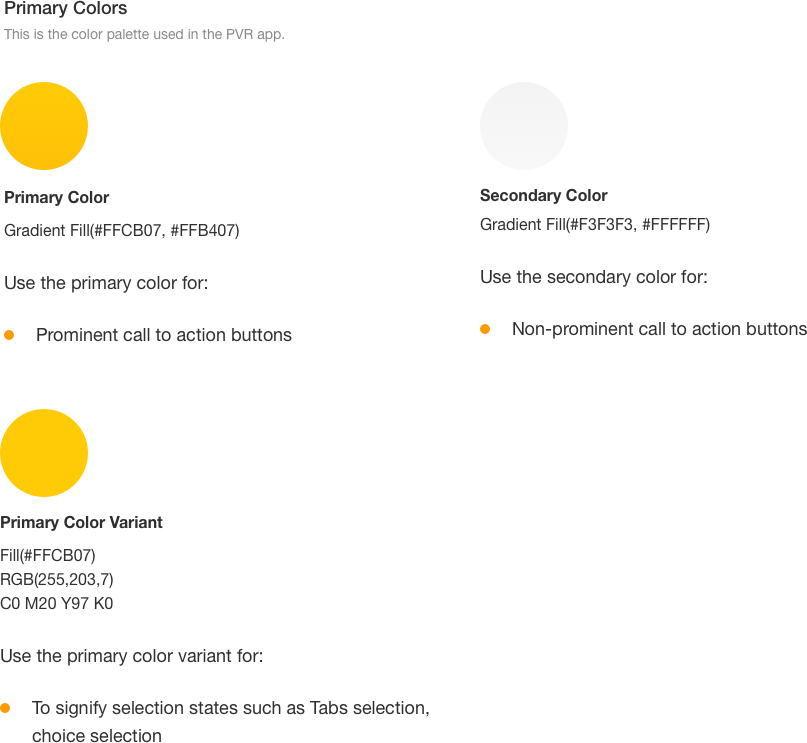 Primary Colors
This is the color palette used in the PVR app.
Primary Color
Gradient Fill(#FFCB07, #FFB407)
Use the primary color for:
Prominent call to action buttons
Secondary Color
Gradient Fill(#F3F3F3, #FFFFFF)
Use the secondary color for:
Non-prominent call to action buttons
Primary Color Variant
Fill(#FFCB07)
RGB(255,203,7)
C0 M20 Y97 K0
Use the primary color variant for:
To signify selection states such as Tabs selection,
choice selection